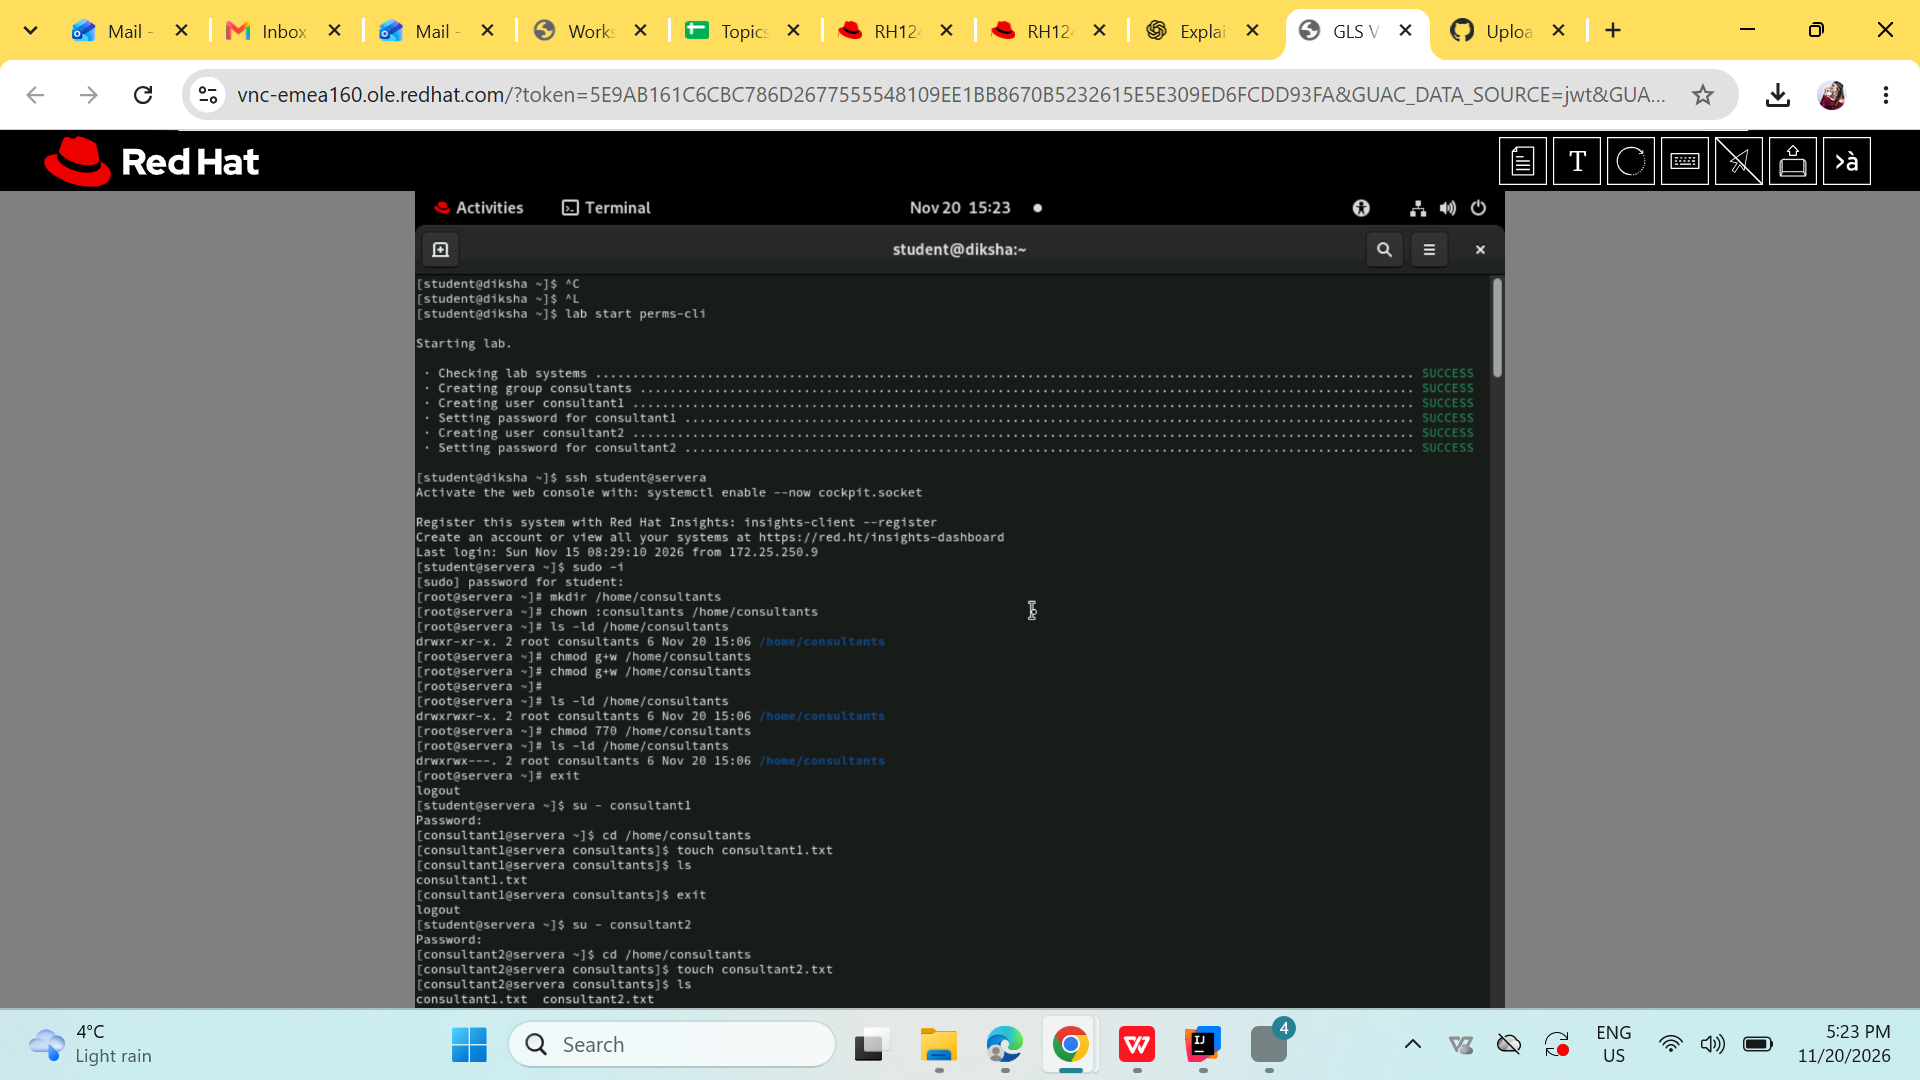 Mail -
Inbox
Mail -
Works
Topics
RH124
RH124
Explai
GLS V
Uploa
vnc-emea160.ole.redhat.com/?token=5E9AB161C6CBC786D2677555548109EE1BB8670B5232615E5E309ED6FCDD93FA&GUAC_DATA_SOURCE=jwt&GUA...
Red Hat
T
>à
Activities
Terminal
Nov 20 15:23
student@diksha:~
[student@diksha ~]$ ^C
[student@diksha ~]$ ^L
[student@diksha ~]$ lab start perms-cli
Starting lab.
· Checking lab systems .............................................................................................................. SUCCESS
· Creating group consultants ........................................................................................................ SUCCESS
· Creating user consultant1 ......................................................................................................... SUCCESS
· Setting password for consultant1 .................................................................................................. SUCCESS
· Creating user consultant2 ......................................................................................................... SUCCESS
· Setting password for consultant2 .................................................................................................. SUCCESS
[student@diksha ~]$ ssh student@servera
Activate the web console with: systemctl enable --now cockpit.socket
Register this system with Red Hat Insights: insights-client --register
Create an account or view all your systems at https://red.ht/insights-dashboard
Last login: Sun Nov 15 08:29:10 2026 from 172.25.250.9
[student@servera ~]$ sudo -i
[sudo] password for student:
[root@servera ~]# mkdir /home/consultants
[root@servera ~]# chown :consultants /home/consultants
[root@servera ~]# ls -ld /home/consultants
drwxr-xr-x. 2 root consultants 6 Nov 20 15:06 /home/consultants
[root@servera ~]# chmod g+w /home/consultants
[root@servera ~]# chmod g+w /home/consultants
[root@servera ~]#
[root@servera ~]# ls -ld /home/consultants
drwxrwxr-x. 2 root consultants 6 Nov 20 15:06 /home/consultants
[root@servera ~]# chmod 770 /home/consultants
[root@servera ~]# ls -ld /home/consultants
drwxrwx---. 2 root consultants 6 Nov 20 15:06 /home/consultants
[root@servera ~]# exit
logout
[student@servera ~]$ su - consultant1
Password:
[consultant1@servera ~]$ cd /home/consultants
[consultant1@servera consultants]$ touch consultant1.txt
[consultant1@servera consultants]$ ls
consultant1.txt
[consultant1@servera consultants]$ exit
logout
[student@servera ~]$ su - consultant2
Password:
[consultant2@servera ~]$ cd /home/consultants
[consultant2@servera consultants]$ touch consultant2.txt
[consultant2@servera consultants]$ ls
consultant1.txt  consultant2.txt
4°C
Light rain
Search
4
ENG
US
5:23 PM
11/20/2026